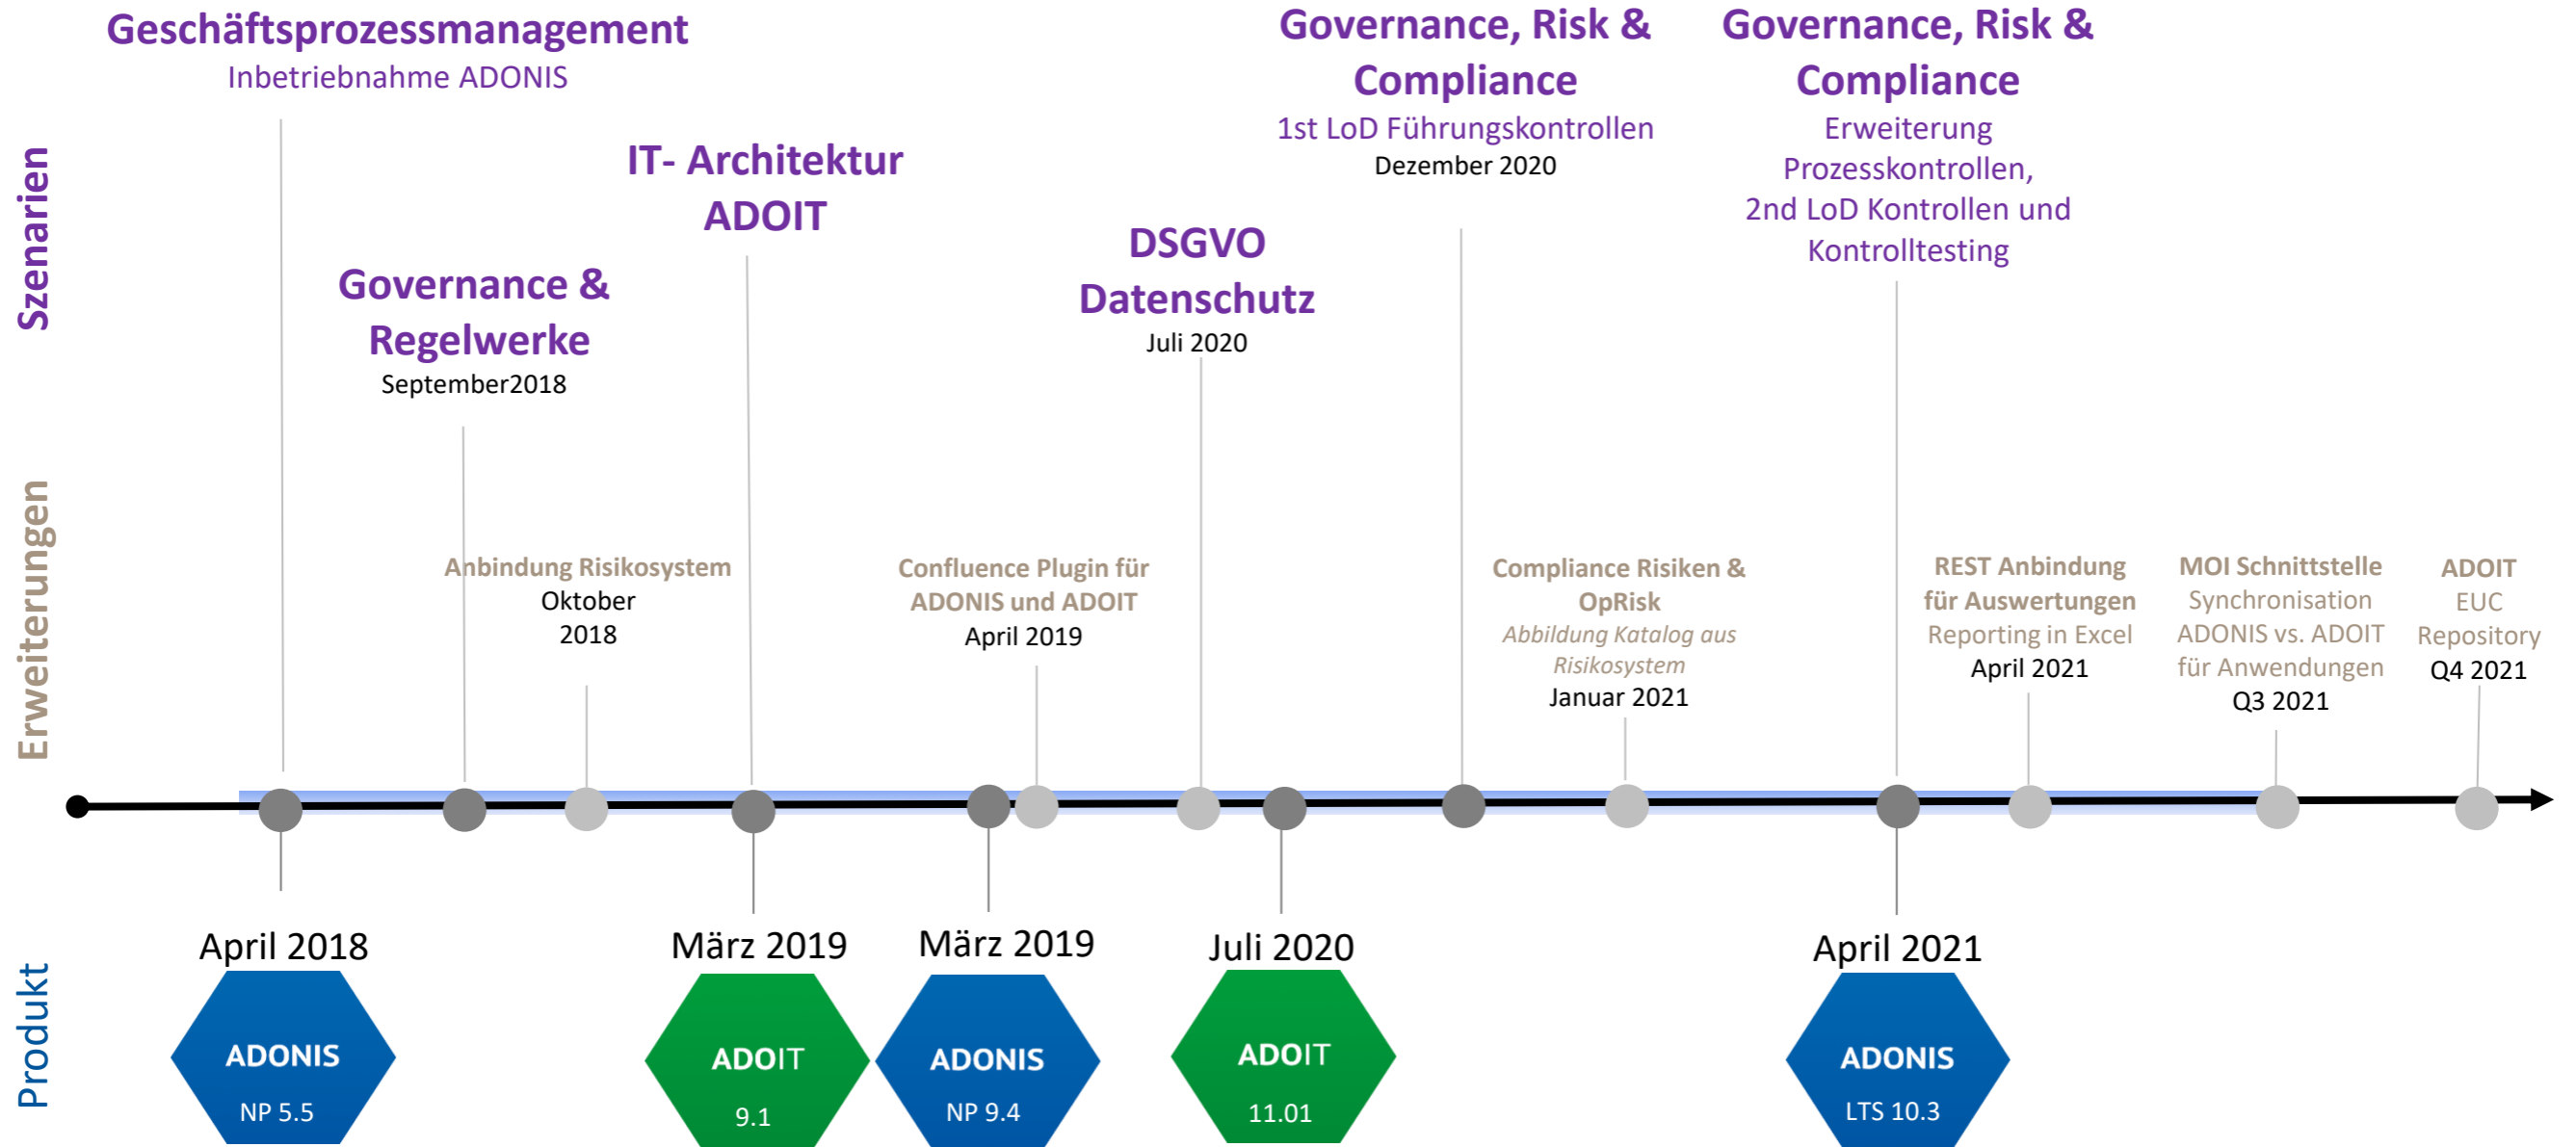 Geschäftsprozessmanagement
Inbetriebnahme ADONIS
Governance &
Regelwerke
September2018
IT- Architektur
ADOIT
DSGVO
Datenschutz
Juli 2020
Governance, Risk &
Compliance
1st LoD Führungskontrollen
Dezember 2020
Governance, Risk &
Compliance
Erweiterung
Prozesskontrollen,
2nd LoD Kontrollen und
Kontrolltesting
Szenarien
Erweiterungen
Anbindung Risikosystem
Oktober
2018
Confluence Plugin für
ADONIS und ADOIT
April 2019
Compliance Risiken &
OpRisk
Abbildung Katalog aus
Risikosystem
Januar 2021
REST Anbindung
für Auswertungen
Reporting in Excel
April 2021
MOI Schnittstelle
Synchronisation
ADONIS vs. ADOIT
für Anwendungen
Q3 2021
ADOIT
EUC
Repository
Q4 2021
Produkt
April 2018
ADONIS
NP 5.5
März 2019
ADOIT
9.1
März 2019
ADONIS
NP 9.4
Juli 2020
ADOIT
11.01
April 2021
ADONIS
LTS 10.3